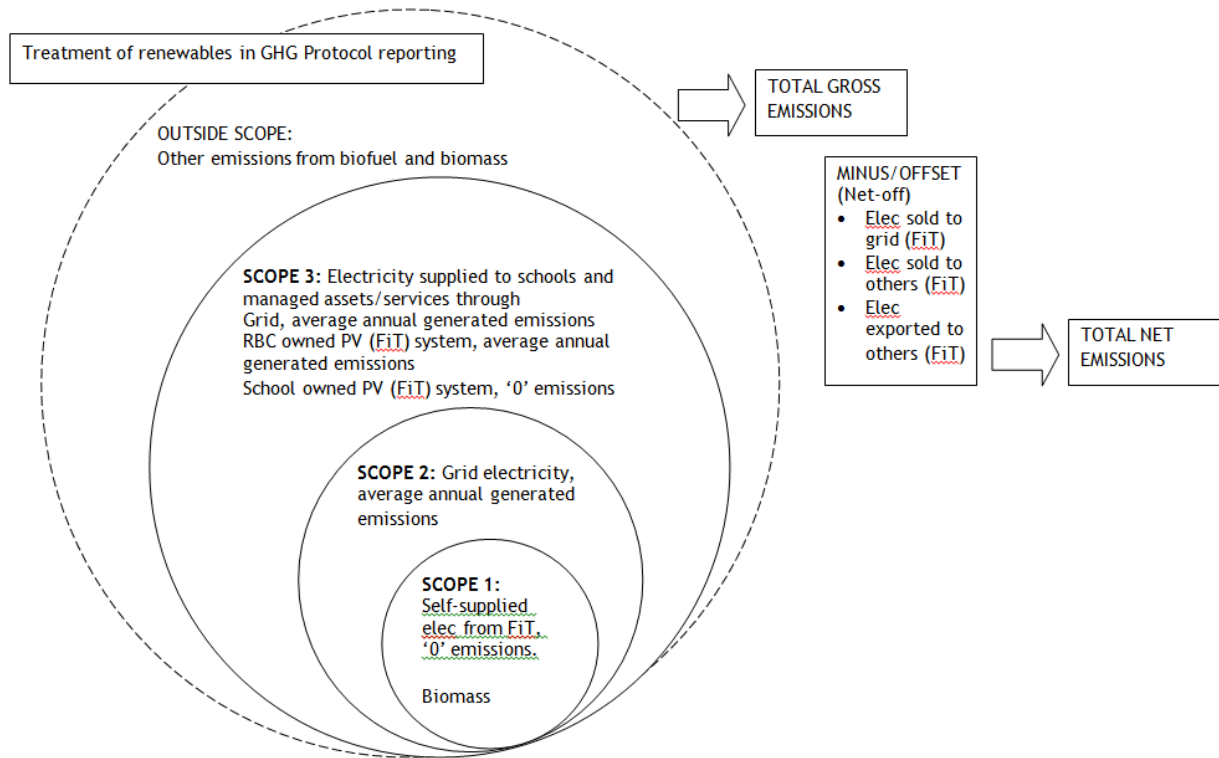 Treatment of renewables in GHG Protocol reporting
TOTAL GROSS
EMISSIONS
OUTSIDE SCOPE:
Other emissions from biofuel and biomass
MINUS/OFFSET
(Net-off)
• Elec sold to
grid (FiT)
• Elec sold to
others (FiT)
• Elec
exported to
others (FiT)
TOTAL NET
EMISSIONS
SCOPE 3: Electricity supplied to schools and
managed assets/services through
Grid, average annual generated emissions
RBC owned PV (FiT) system, average annual
generated emissions
School owned PV (FiT) system, ‘0’ emissions
SCOPE 2: Grid electricity,
average annual generated
emissions
SCOPE 1:
Self-supplied
elec from FiT,
‘0’ emissions.
Biomass